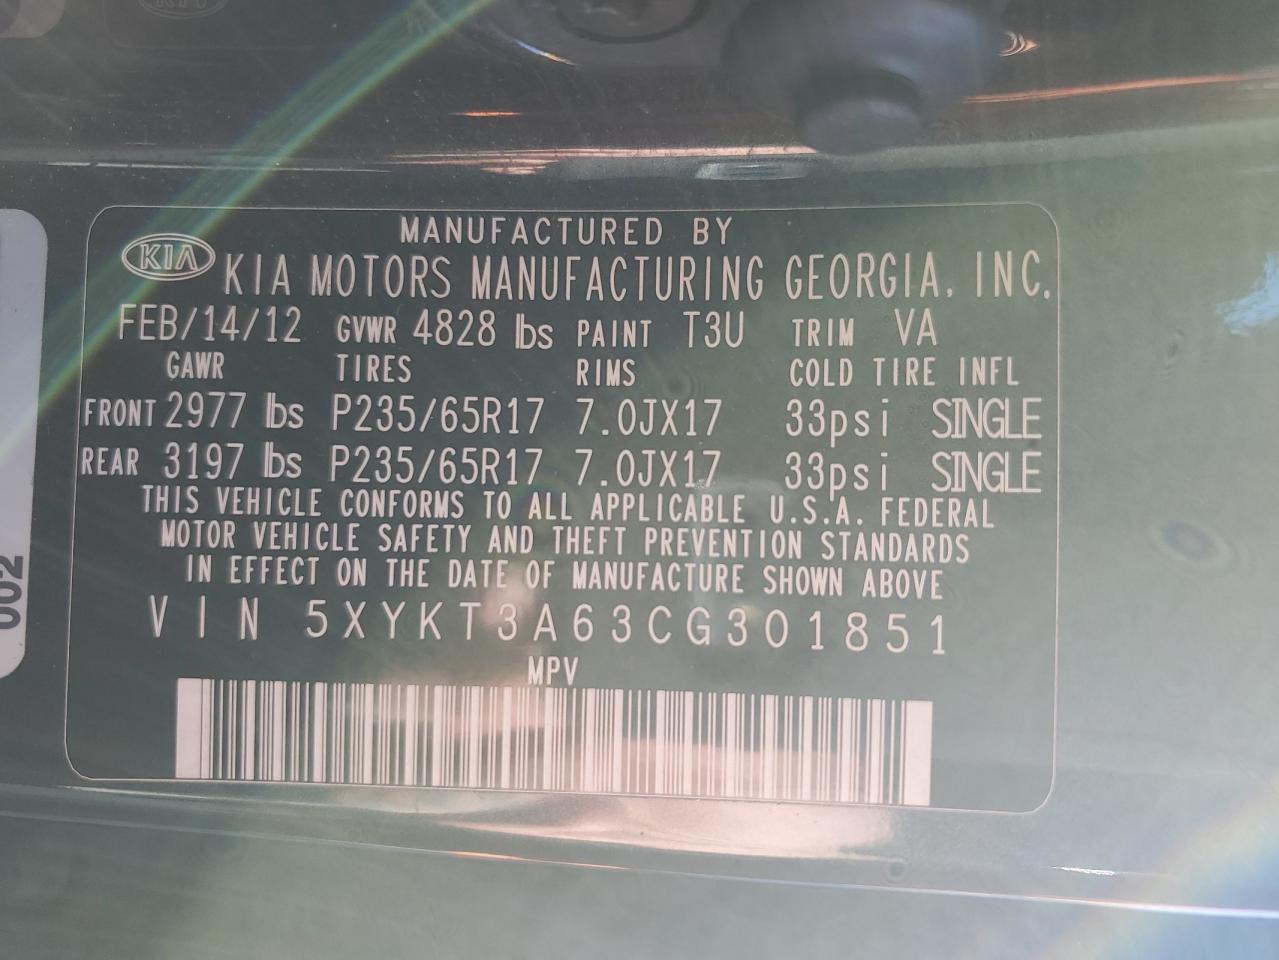 MANUFACTURED BY
KIA KIA MOTORS MANUFACTURING GEORGIA, INC.
FEB/14/12 GVWR 4828 lbs PAINT T3U TRIM VA
GAWR TIRES RIMS COLD TIRE INFL
FRONT 2977 lbs P235/65R17 7.0JX17 33psi SINGLE
REAR 3197 lbs P235/65R17 7.0JX17 33psi SINGLE
THIS VEHICLE CONFORMS TO ALL APPLICABLE U.S.A. FEDERAL
MOTOR VEHICLE SAFETY AND THEFT PREVENTION STANDARDS
IN EFFECT ON THE DATE OF MANUFACTURE SHOWN ABOVE
VIN 5XYKT3A63CG301851
MPV
002